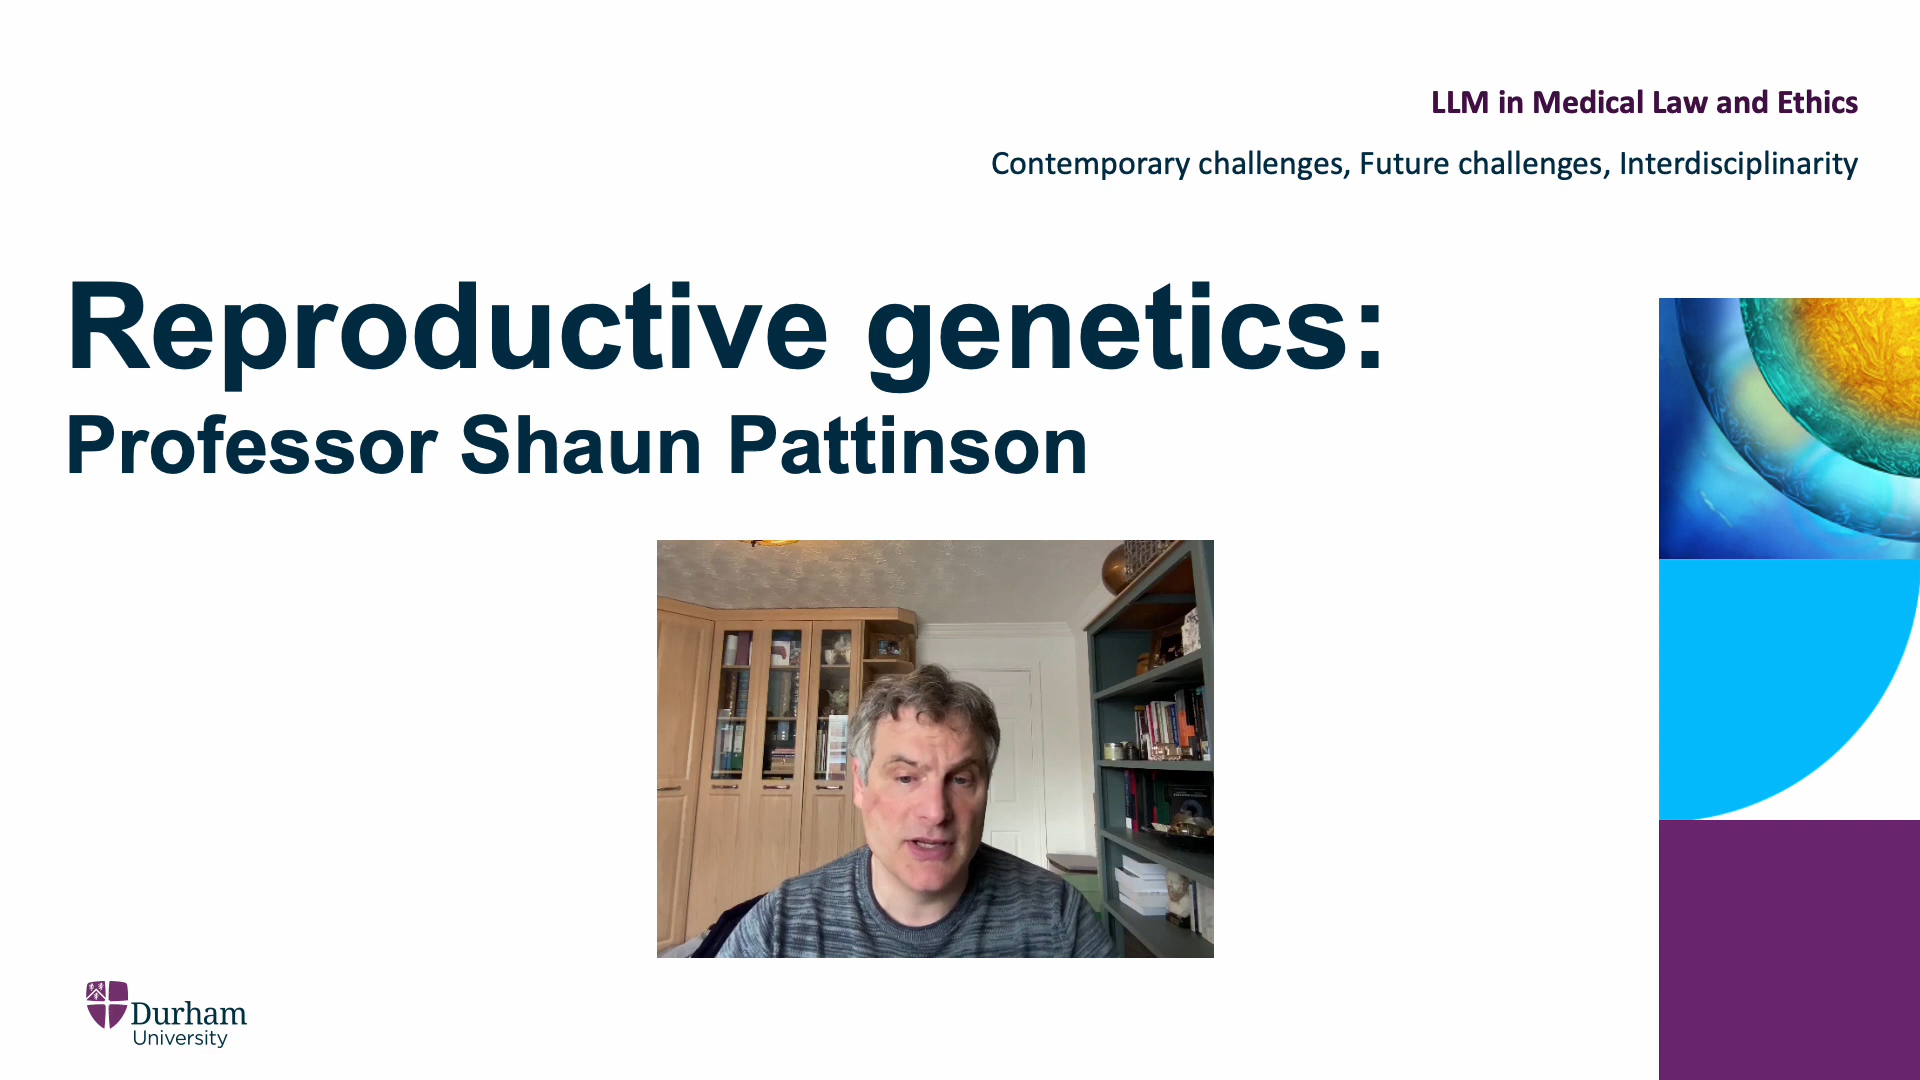 LLM in Medical Law and Ethics
Contemporary challenges, Future challenges, Interdisciplinarity
Reproductive genetics:
Professor Shaun Pattinson
Durham
University